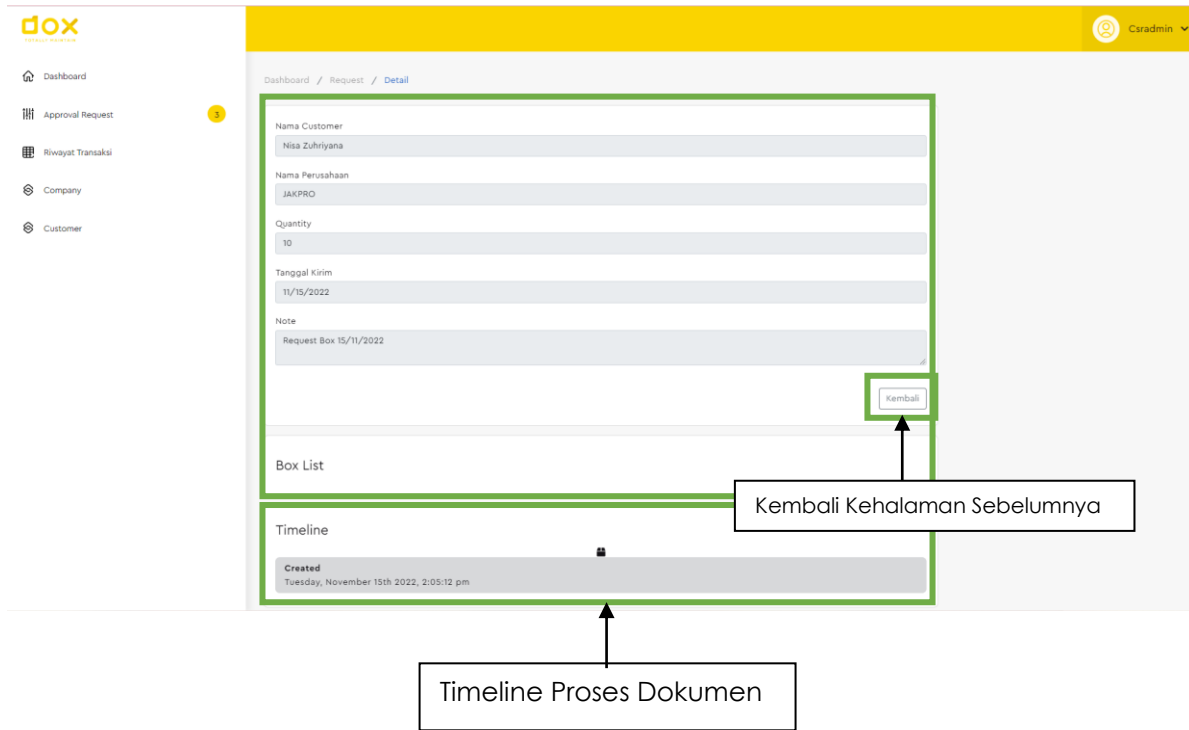 dox
Csradmin
Dashboard
Approval Request 3
Riwayat Transaksi
Company
Customer
Dashboard / Request / Detail
Nama Customer
Nisa Zuhriyana
Nama Perusahaan
JAKPRO
Quantity
10
Tanggal Kirim
11/15/2022
Note
Request Box 15/11/2022
Kembali
Box List
Kembali Kehalaman Sebelumnya
Timeline
Created
Tuesday, November 15th 2022, 2:05:12 pm
Timeline Proses Dokumen